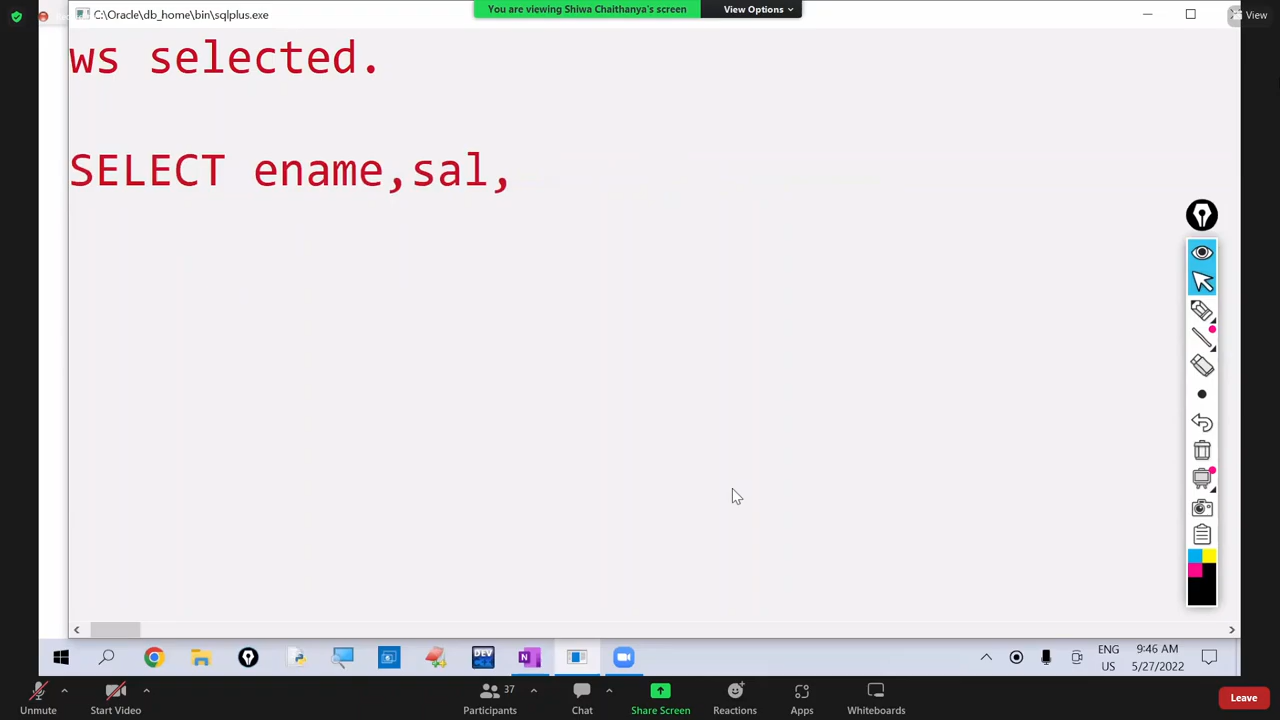 You are viewing Shiwa Chaithanya's screen
View Options
C:\Oracle\db_home\bin\sqlplus.exe
View
ws selected.
SELECT ename,sal,
DEV
ENG
US
9:46 AM
5/27/2022
Unmute
Start Video
37
Participants
Chat
Share Screen
Reactions
Apps
Whiteboards
Leave